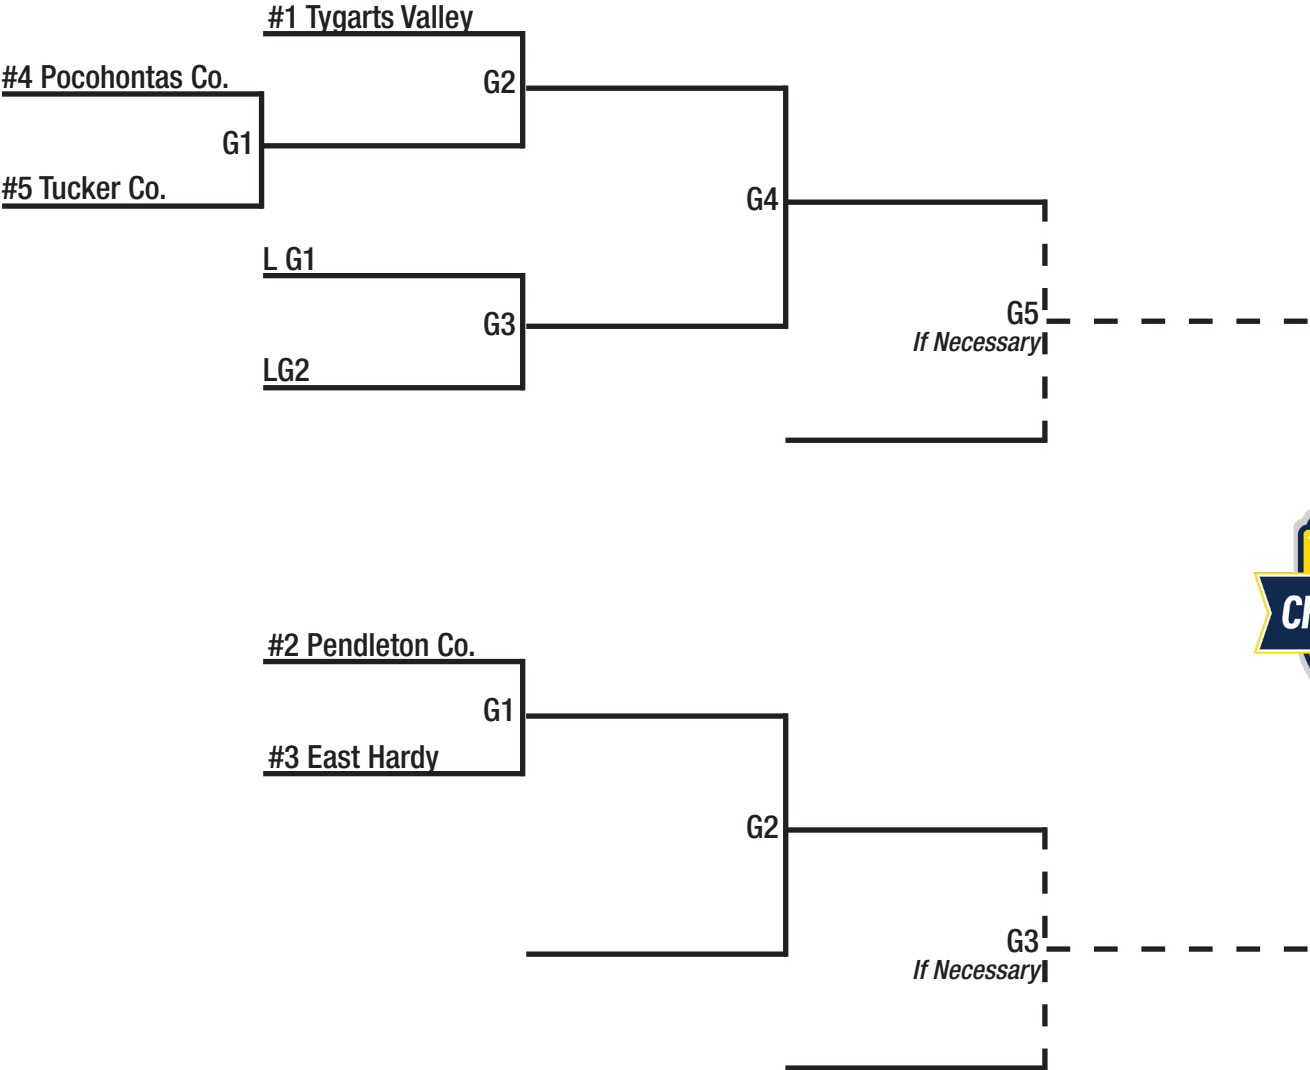 #1 Tygarts Valley
#4 Pocohontas Co.
G2
G1
#5 Tucker Co.
G4
L G1
G3
G5
If Necessary
LG2
#2 Pendleton Co.
G1
#3 East Hardy
G2
G3
If Necessary